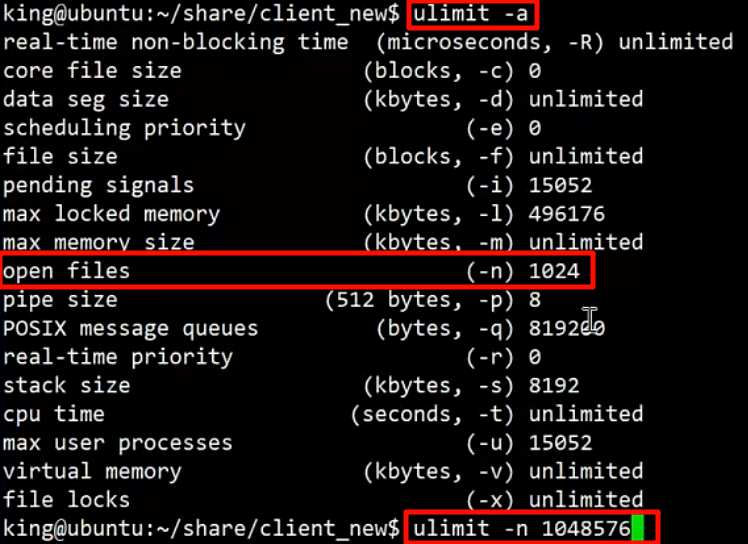 king@ubuntu:~/share/client_new$ ulimit -a
real-time non-blocking time  (microseconds, -R) unlimited
core file size              (blocks, -c) 0
data seg size               (kbytes, -d) unlimited
scheduling priority                 (-e) 0
file size                   (blocks, -f) unlimited
pending signals                     (-i) 15052
max locked memory           (kbytes, -l) 496176
max memory size             (kbytes, -m) unlimited
open files                          (-n) 1024
pipe size                (512 bytes, -p) 8
POSIX message queues         (bytes, -q) 819200
real-time priority                  (-r) 0
stack size                  (kbytes, -s) 8192
cpu time                   (seconds, -t) unlimited
max user processes                  (-u) 15052
virtual memory              (kbytes, -v) unlimited
file locks                          (-x) unlimited
king@ubuntu:~/share/client_new$ ulimit -n 1048576